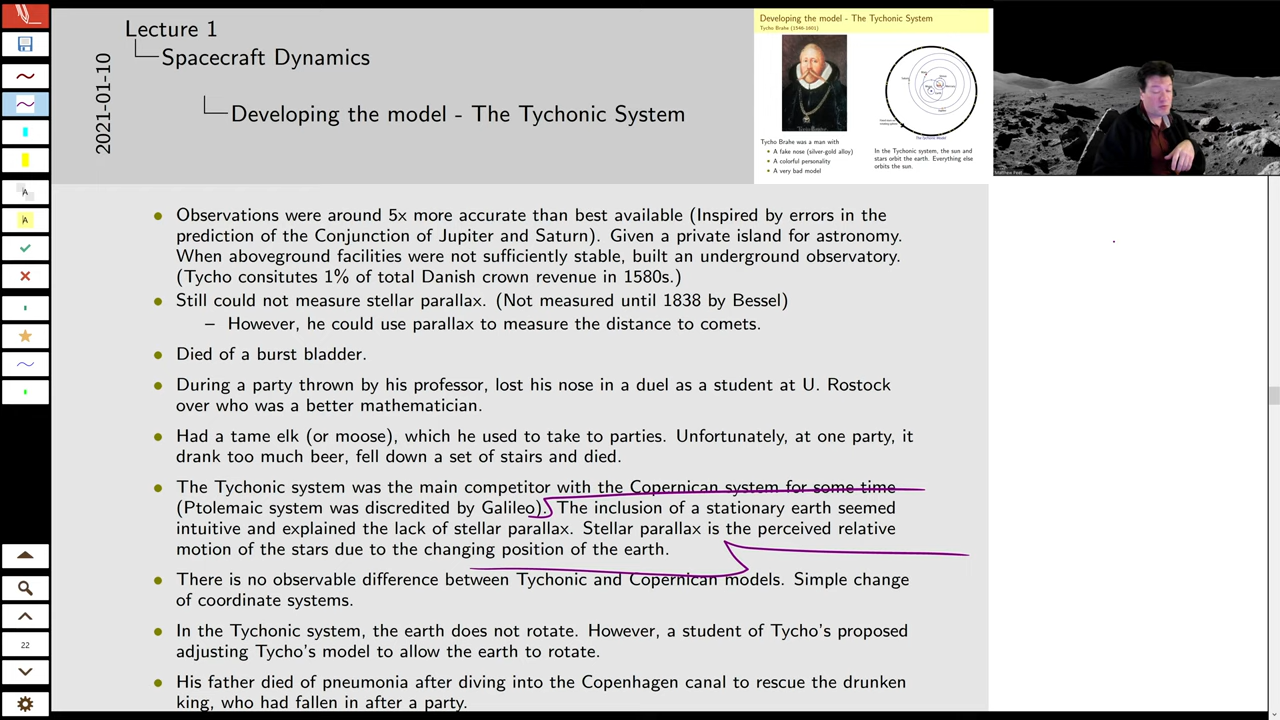 Lecture 1
Spacecraft Dynamics
2021-01-10
Developing the model - The Tychonic System
Developing the model - The Tychonic System
Tycho Brahe (1546-1601)
Tycho Brahe was a man with
• A fake nose (silver-gold alloy)
• A colorful personality
• A very bad model
In the Tychonic system, the sun and
stars orbit the earth. Everything else
orbits the sun.
• Observations were around 5x more accurate than best available (Inspired by errors in the
prediction of the Conjunction of Jupiter and Saturn). Given a private island for astronomy.
When aboveground facilities were not sufficiently stable, built an underground observatory.
(Tycho consitutes 1% of total Danish crown revenue in 1580s.)
• Still could not measure stellar parallax. (Not measured until 1838 by Bessel)
– However, he could use parallax to measure the distance to comets.
• Died of a burst bladder.
• During a party thrown by his professor, lost his nose in a duel as a student at U. Rostock
over who was a better mathematician.
• Had a tame elk (or moose), which he used to take to parties. Unfortunately, at one party, it
drank too much beer, fell down a set of stairs and died.
• The Tychonic system was the main competitor with the Copernican system for some time
(Ptolemaic system was discredited by Galileo). The inclusion of a stationary earth seemed
intuitive and explained the lack of stellar parallax. Stellar parallax is the perceived relative
motion of the stars due to the changing position of the earth.
• There is no observable difference between Tychonic and Copernican models. Simple change
of coordinate systems.
• In the Tychonic system, the earth does not rotate. However, a student of Tycho's proposed
adjusting Tycho's model to allow the earth to rotate.
• His father died of pneumonia after diving into the Copenhagen canal to rescue the drunken
king, who had fallen in after a party.
A
A
22